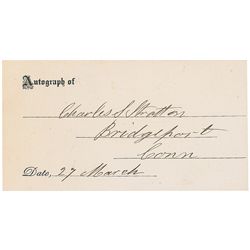 Autograph of
Charles S Stratton
Bridgeport
Conn
Date, 27 March